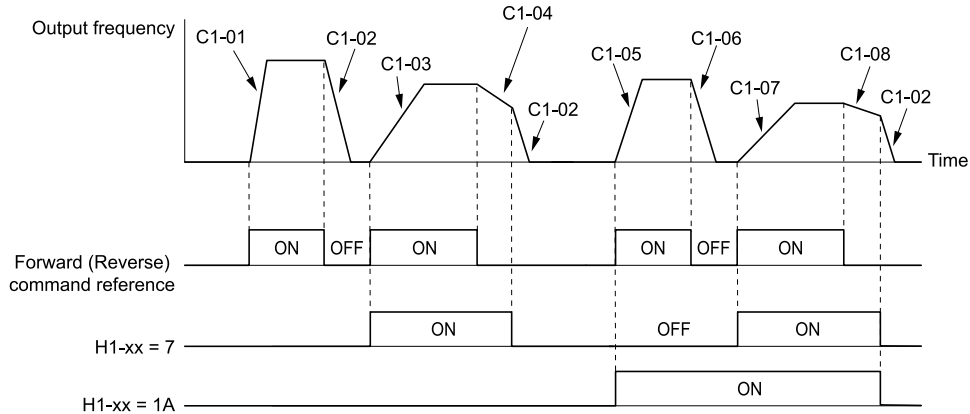 Output frequency
C1-01
C1-02
C1-03
C1-04
C1-02
C1-05
C1-06
C1-07
C1-08
C1-02
Time
Forward (Reverse)
command reference
ON
OFF
ON
ON
OFF
ON
H1-xx = 7
ON
OFF
ON
H1-xx = 1A
ON